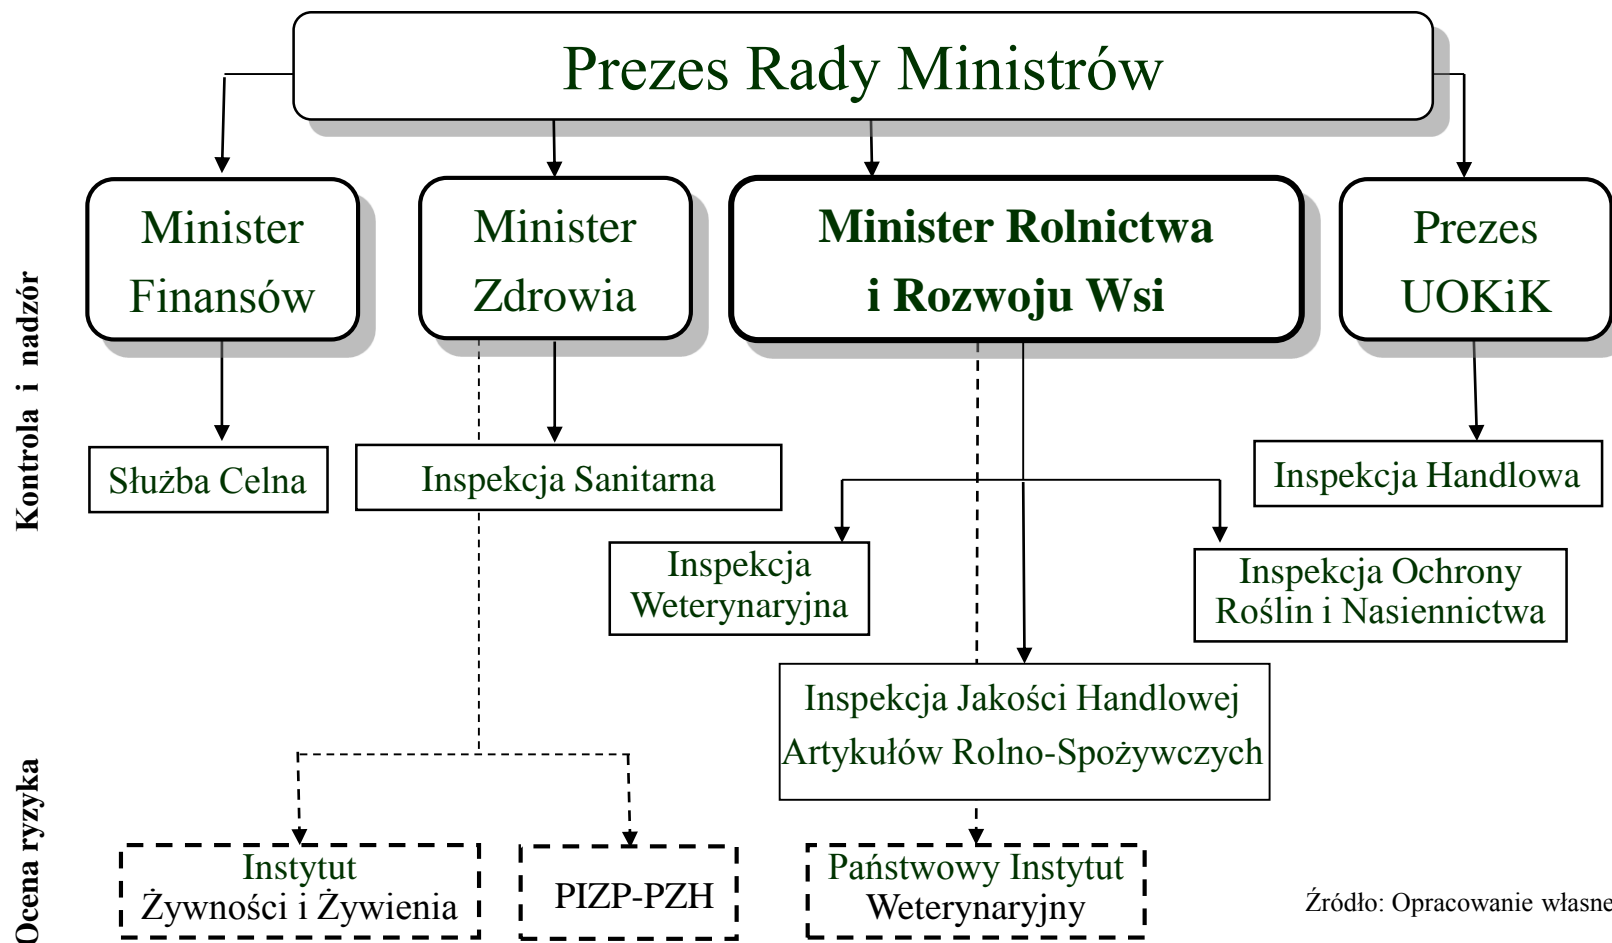 Prezes Rady Ministrów
Minister
Finansów
Minister
Zdrowia
Minister Rolnictwa
i Rozwoju Wsi
Prezes
UOKiK
Kontrola i nadzór
Służba Celna
Inspekcja Sanitarna
Inspekcja Handlowa
Inspekcja
Weterynaryjna
Inspekcja Ochrony
Roślin i Nasiennictwa
Inspekcja Jakości Handlowej
Artykułów Rolno-Spożywczych
Ocena ryzyka
Instytut
Żywności i Żywienia
PIZP-PZH
Państwowy Instytut
Weterynaryjny
Źródło: Opracowanie własne